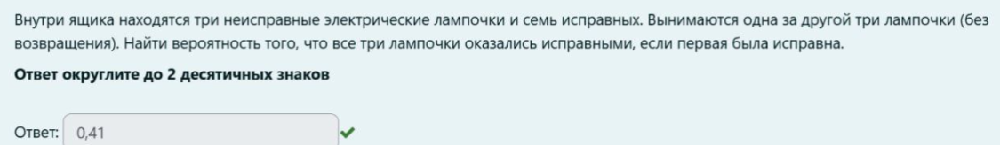 Внутри ящика находятся три неисправные электрические лампочки и семь исправных. Вынимаются одна за другой три лампочки (без
возвращения). Найти вероятность того, что все три лампочки оказались исправными, если первая была исправна.
Ответ округлите до 2 десятичных знаков
Ответ: 0,41